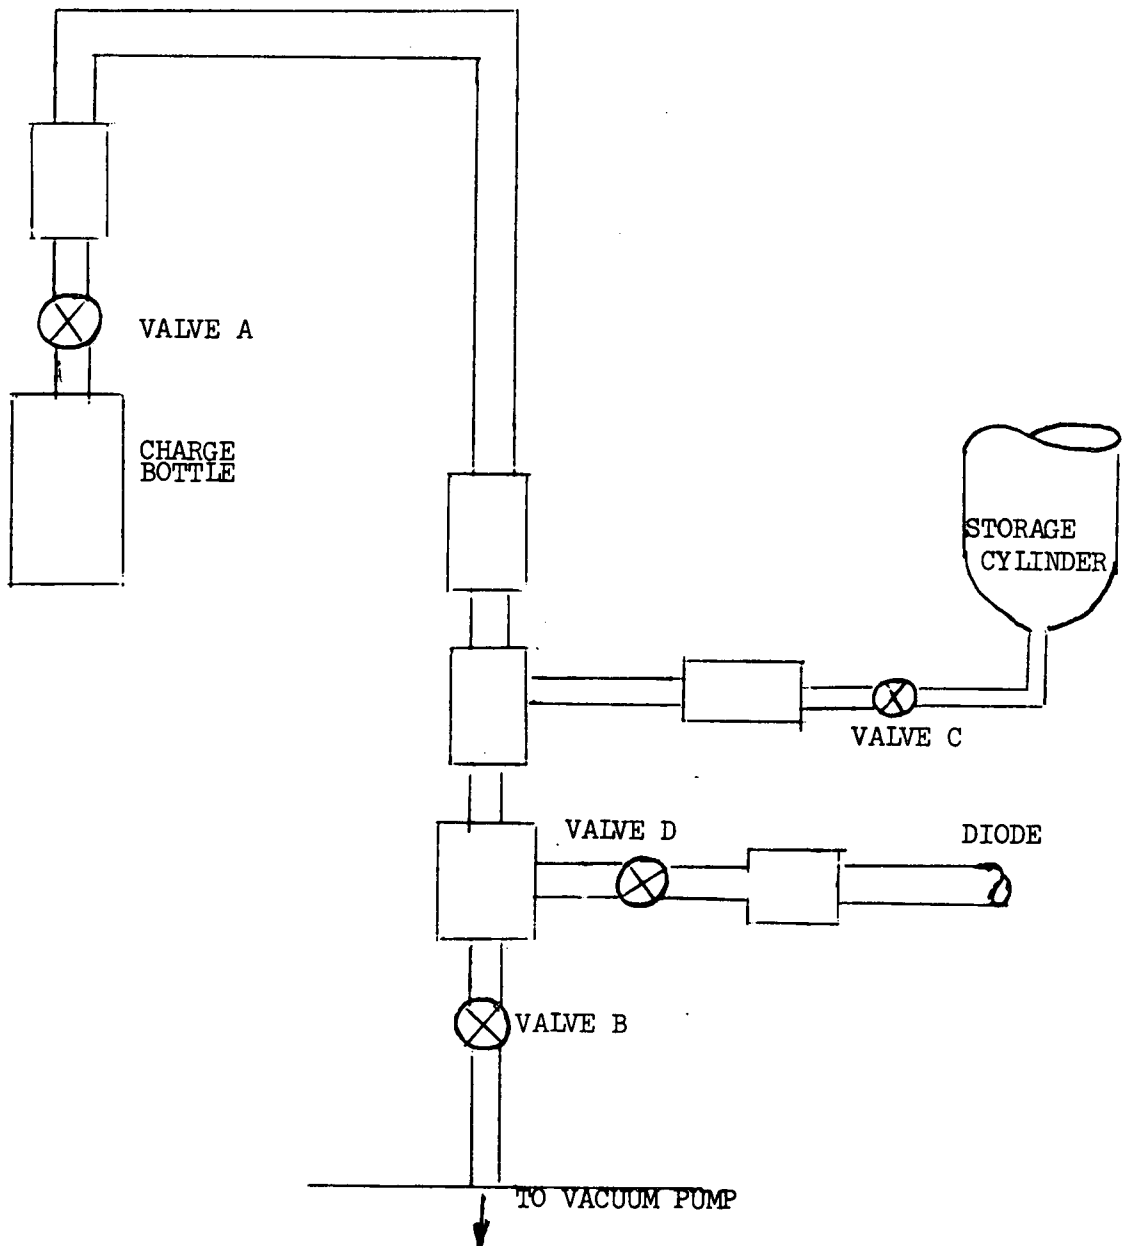 VALVE A
CHARGE
BOTTLE
STORAGE
CYLINDER
VALVE C
VALVE D
DIODE
VALVE B
TO VACUUM PUMP